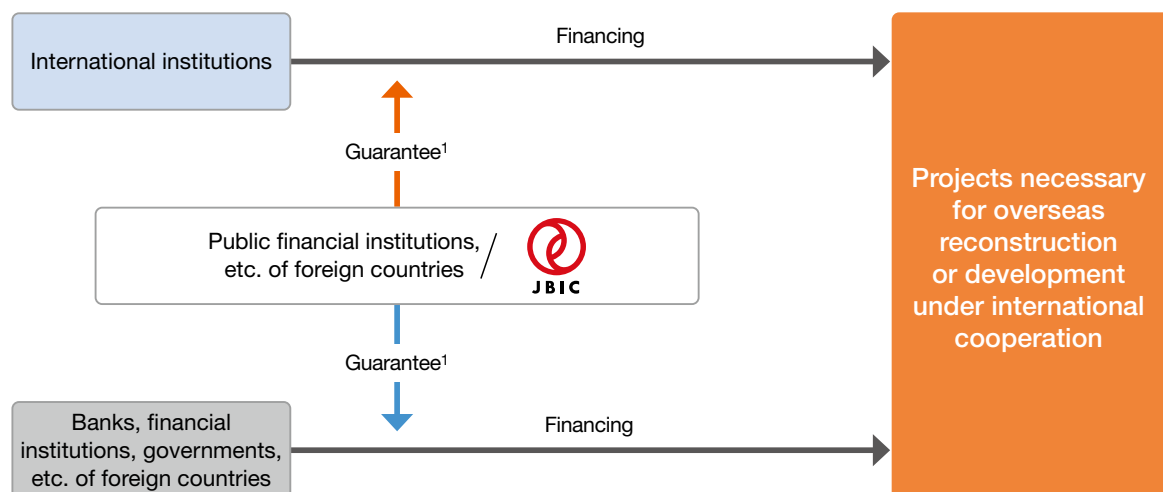 Financing
International institutions
Guarantee¹
Public financial institutions,
etc. of foreign countries
/
JBIC
Projects necessary
for overseas
reconstruction
or development
under international
cooperation
Guarantee¹
Banks, financial
institutions, governments,
etc. of foreign countries
Financing